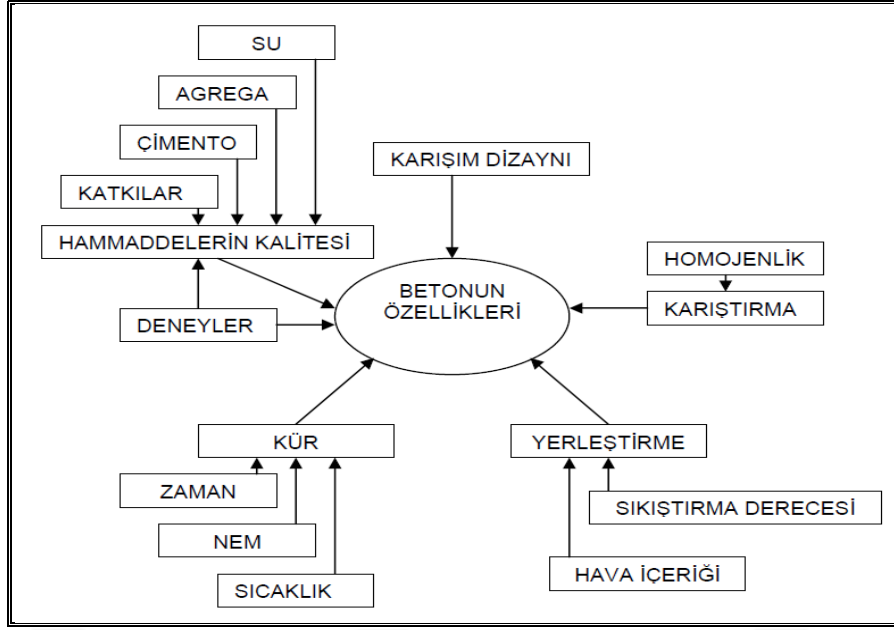 SU
AGREGA
ÇİMENTO
KATKILAR
HAMMADDELERİN KALİTESİ
DENEYLER
KARIŞIM DİZAYNI
HOMOJENLİK
KARIŞTIRMA
BETONUN
ÖZELLİKLERİ
KÜR
ZAMAN
NEM
SICAKLIK
YERLEŞTİRME
SIKIŞTIRMA DERECESİ
HAVA İÇERİĞİ